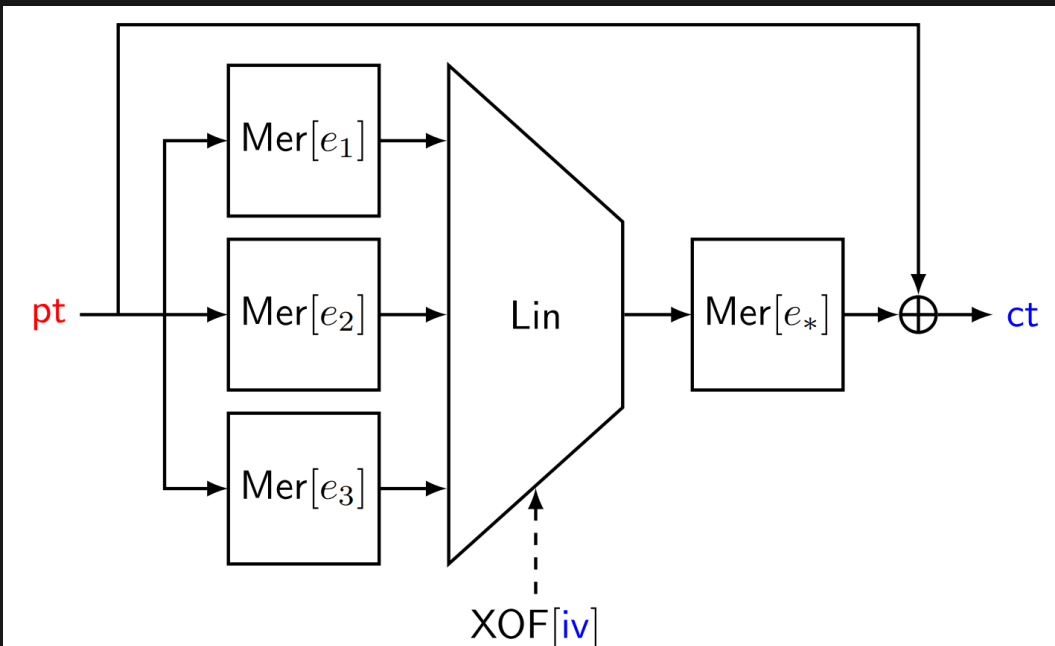 Mer[e₁]
pt
Mer[e₂]
Lin
Mer[e∗]
ct
Mer[e₃]
XOF[iv]